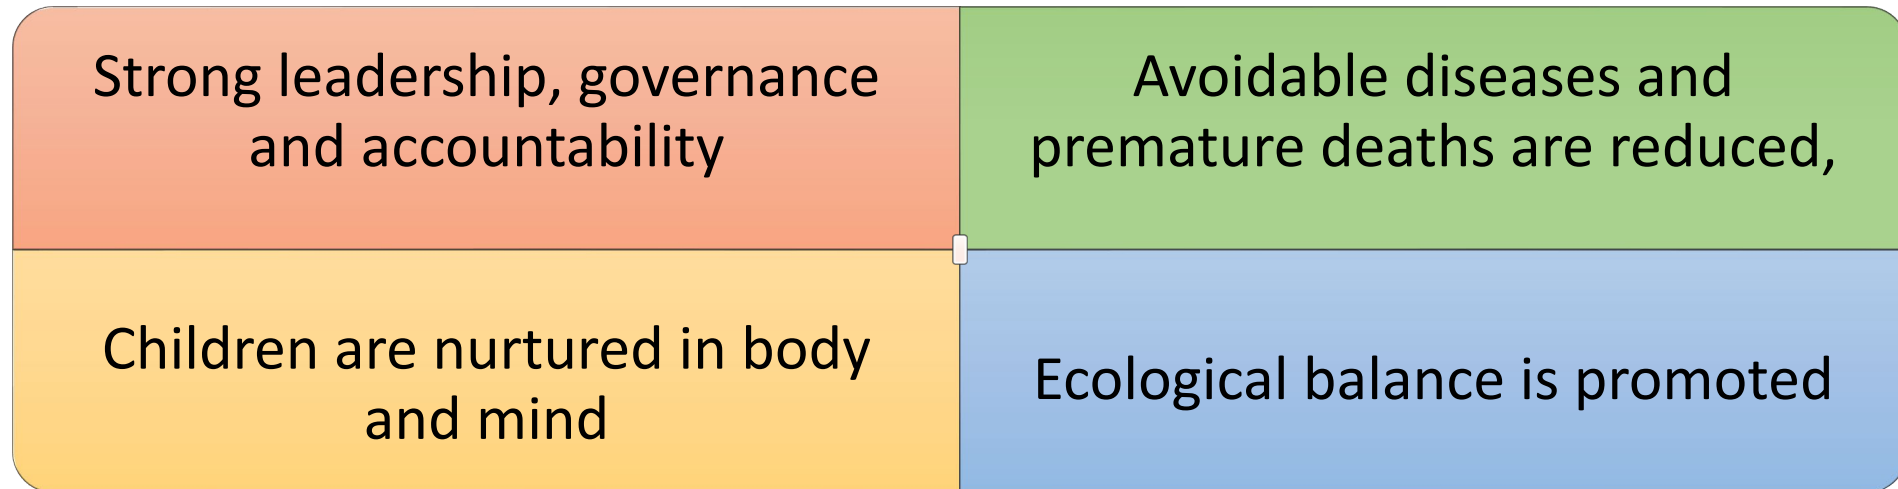 Strong leadership, governance
and accountability
Avoidable diseases and
premature deaths are reduced,
Children are nurtured in body
and mind
Ecological balance is promoted